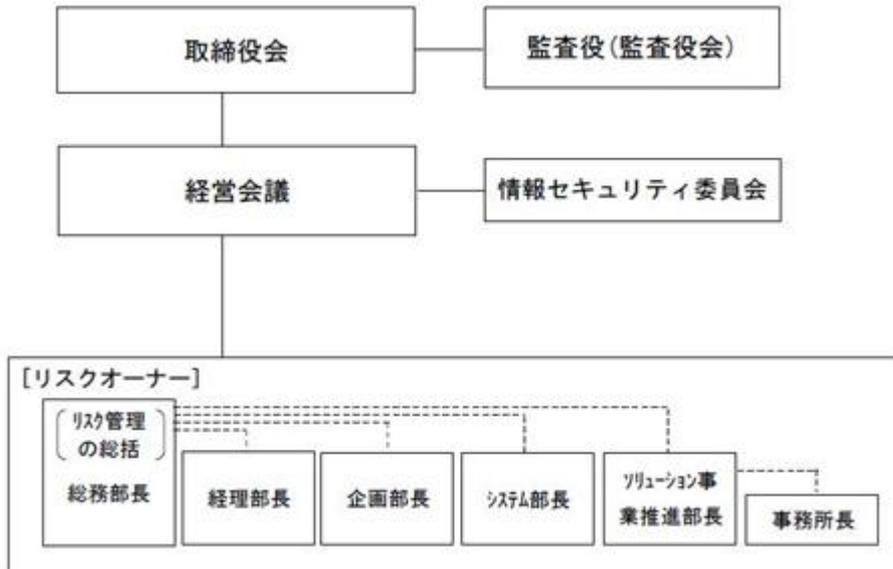 取締役会
監査役(監査役会)
経営会議
情報セキュリティ委員会
[リスクオーナー]
ﾘｽｸ管理
の総括
総務部長
経理部長
企画部長
ｼｽﾃﾑ部長
ｿﾘｭｰｼｮﾝ事
業推進部長
事務所長